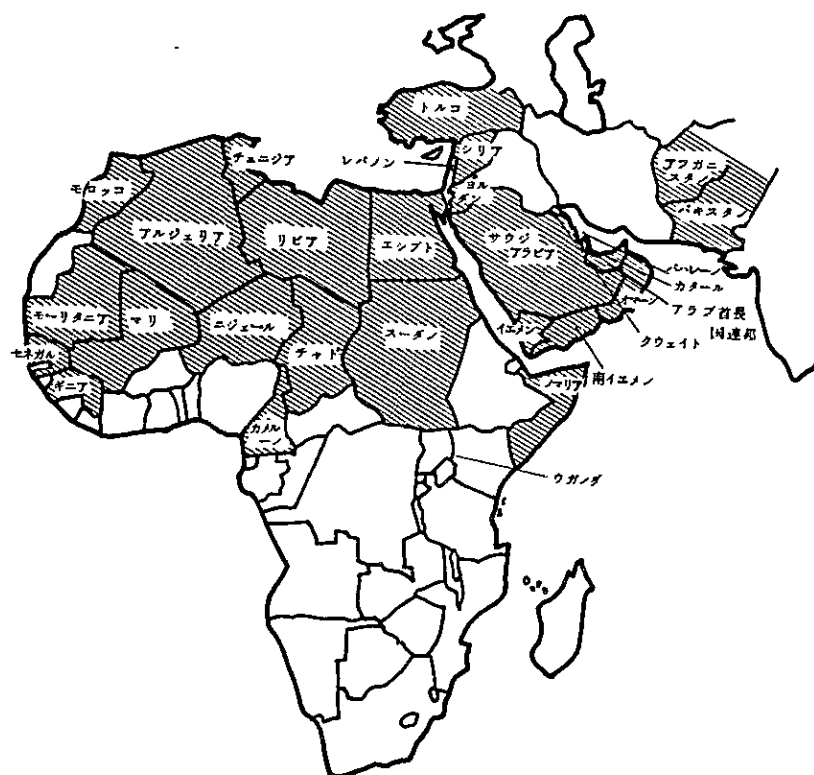 トルコ
チュニジア
レバノン
シリア
アフガニ
スタン
モロッコ
ヨル
ダン
パキスタン
アルジェリア
リビア
エジプト
サウジ
アラビア
バハレーン
カタール
オマーン
アラブ首長
国連邦
モーリタニア
マリ
ニジェール
チャド
スーダン
イエメン
クウェイト
セネガル
ギニア
ソマリア
南イエメン
カメル
ーン
ウガンダ